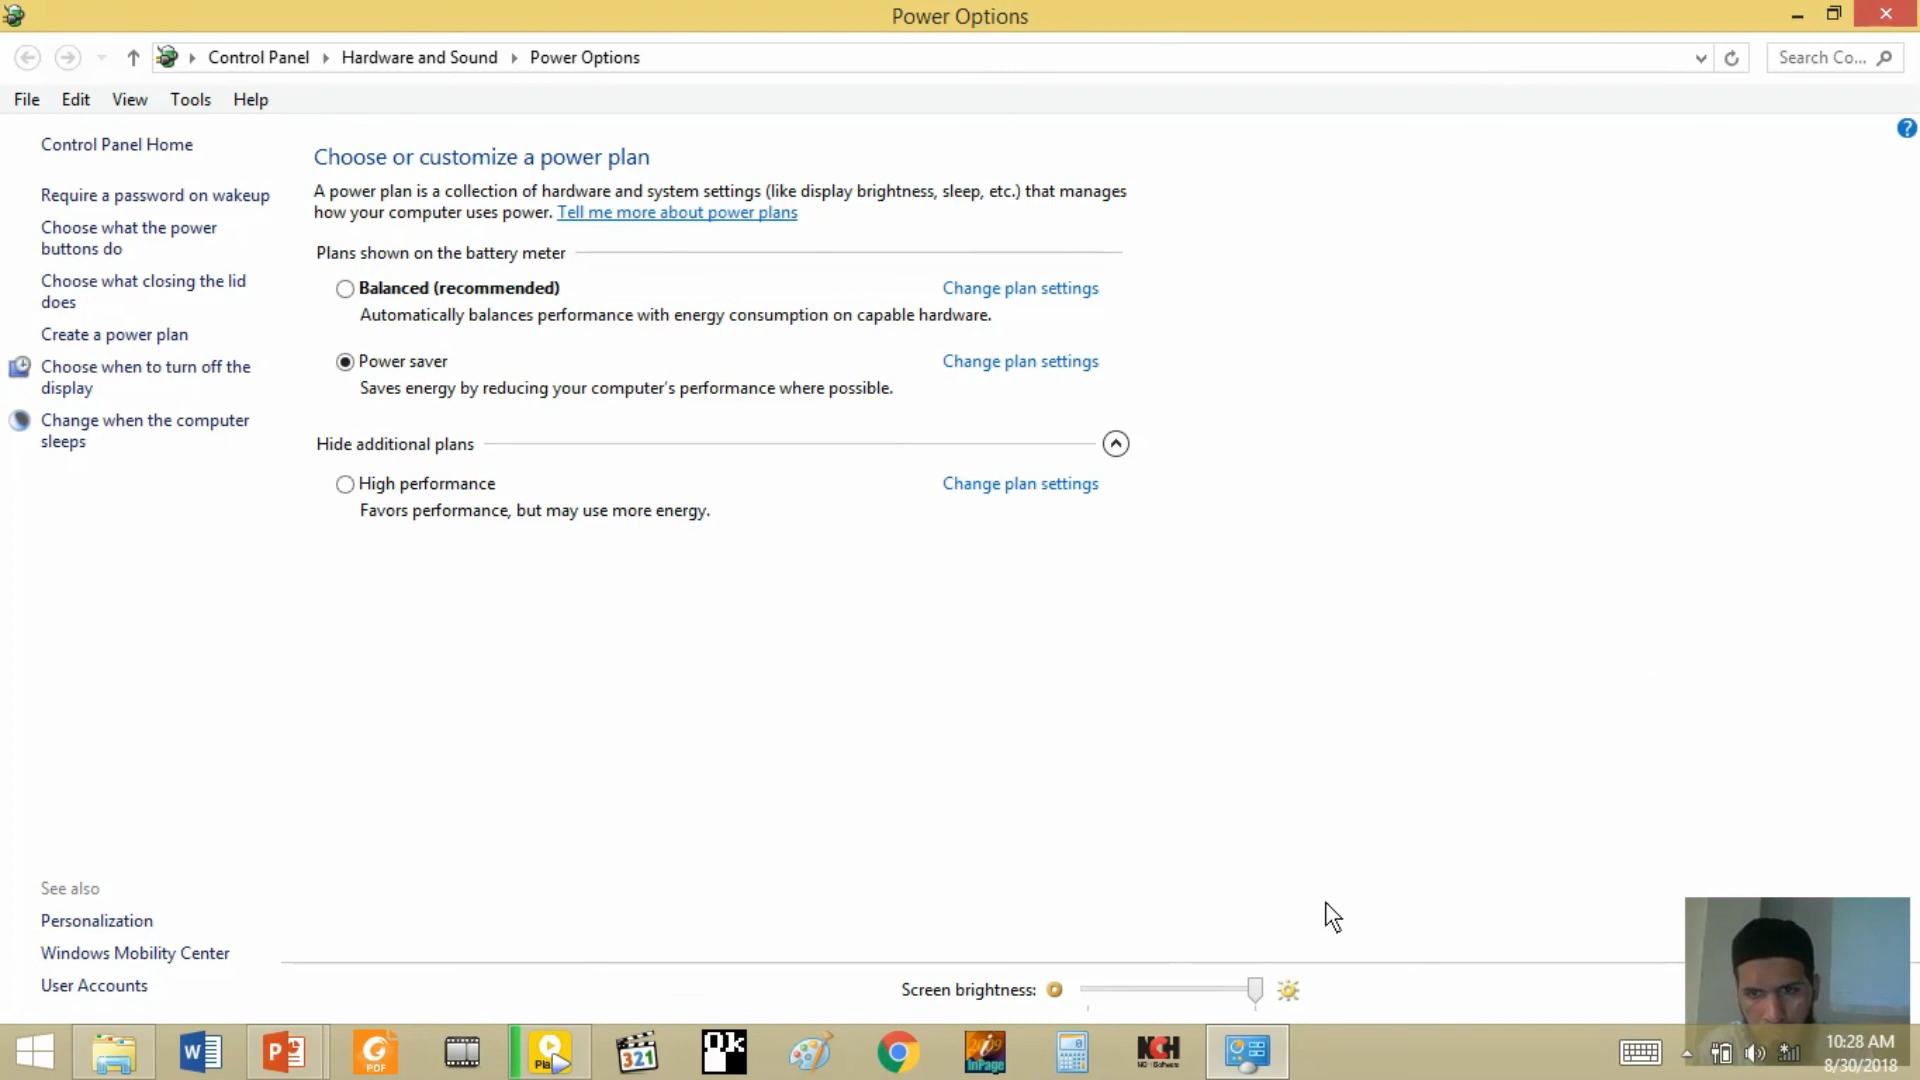 Power Options
Control Panel Hardware and Sound Power Options
Search Co...
File Edit View Tools Help
Control Panel Home
Require a password on wakeup
Choose what the power
buttons do
Choose what closing the lid
does
Create a power plan
Choose when to turn off the
display
Change when the computer
sleeps
Choose or customize a power plan
A power plan is a collection of hardware and system settings (like display brightness, sleep, etc.) that manages
how your computer uses power. Tell me more about power plans
Plans shown on the battery meter
Balanced (recommended) Change plan settings
Automatically balances performance with energy consumption on capable hardware.
Power saver Change plan settings
Saves energy by reducing your computer's performance where possible.
Hide additional plans
High performance Change plan settings
Favors performance, but may use more energy.
See also
Personalization
Windows Mobility Center
User Accounts
Screen brightness:
PDF
321
Ok
InPage
NCH
10:28 AM
8/30/2018